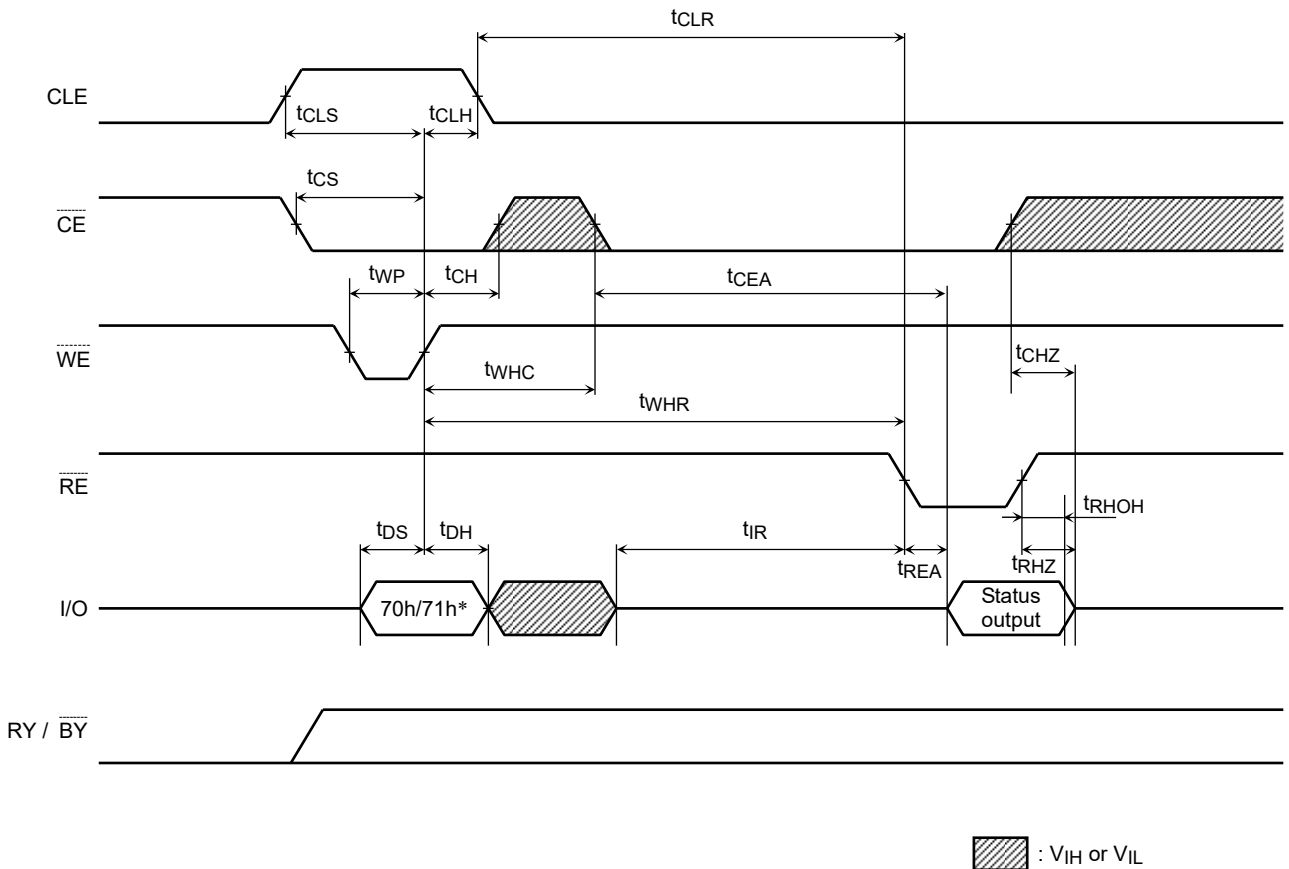 tCLR
CLE
tCLS
tCLH
tCS
CE
tWP
tCH
tCEA
WE
tCHZ
tWHC
tWHR
RE
tRHOH
tDS
tDH
tIR
tREA
tRHZ
I/O
70h/71h*
Status
output
RY / BY
: VIH or VIL